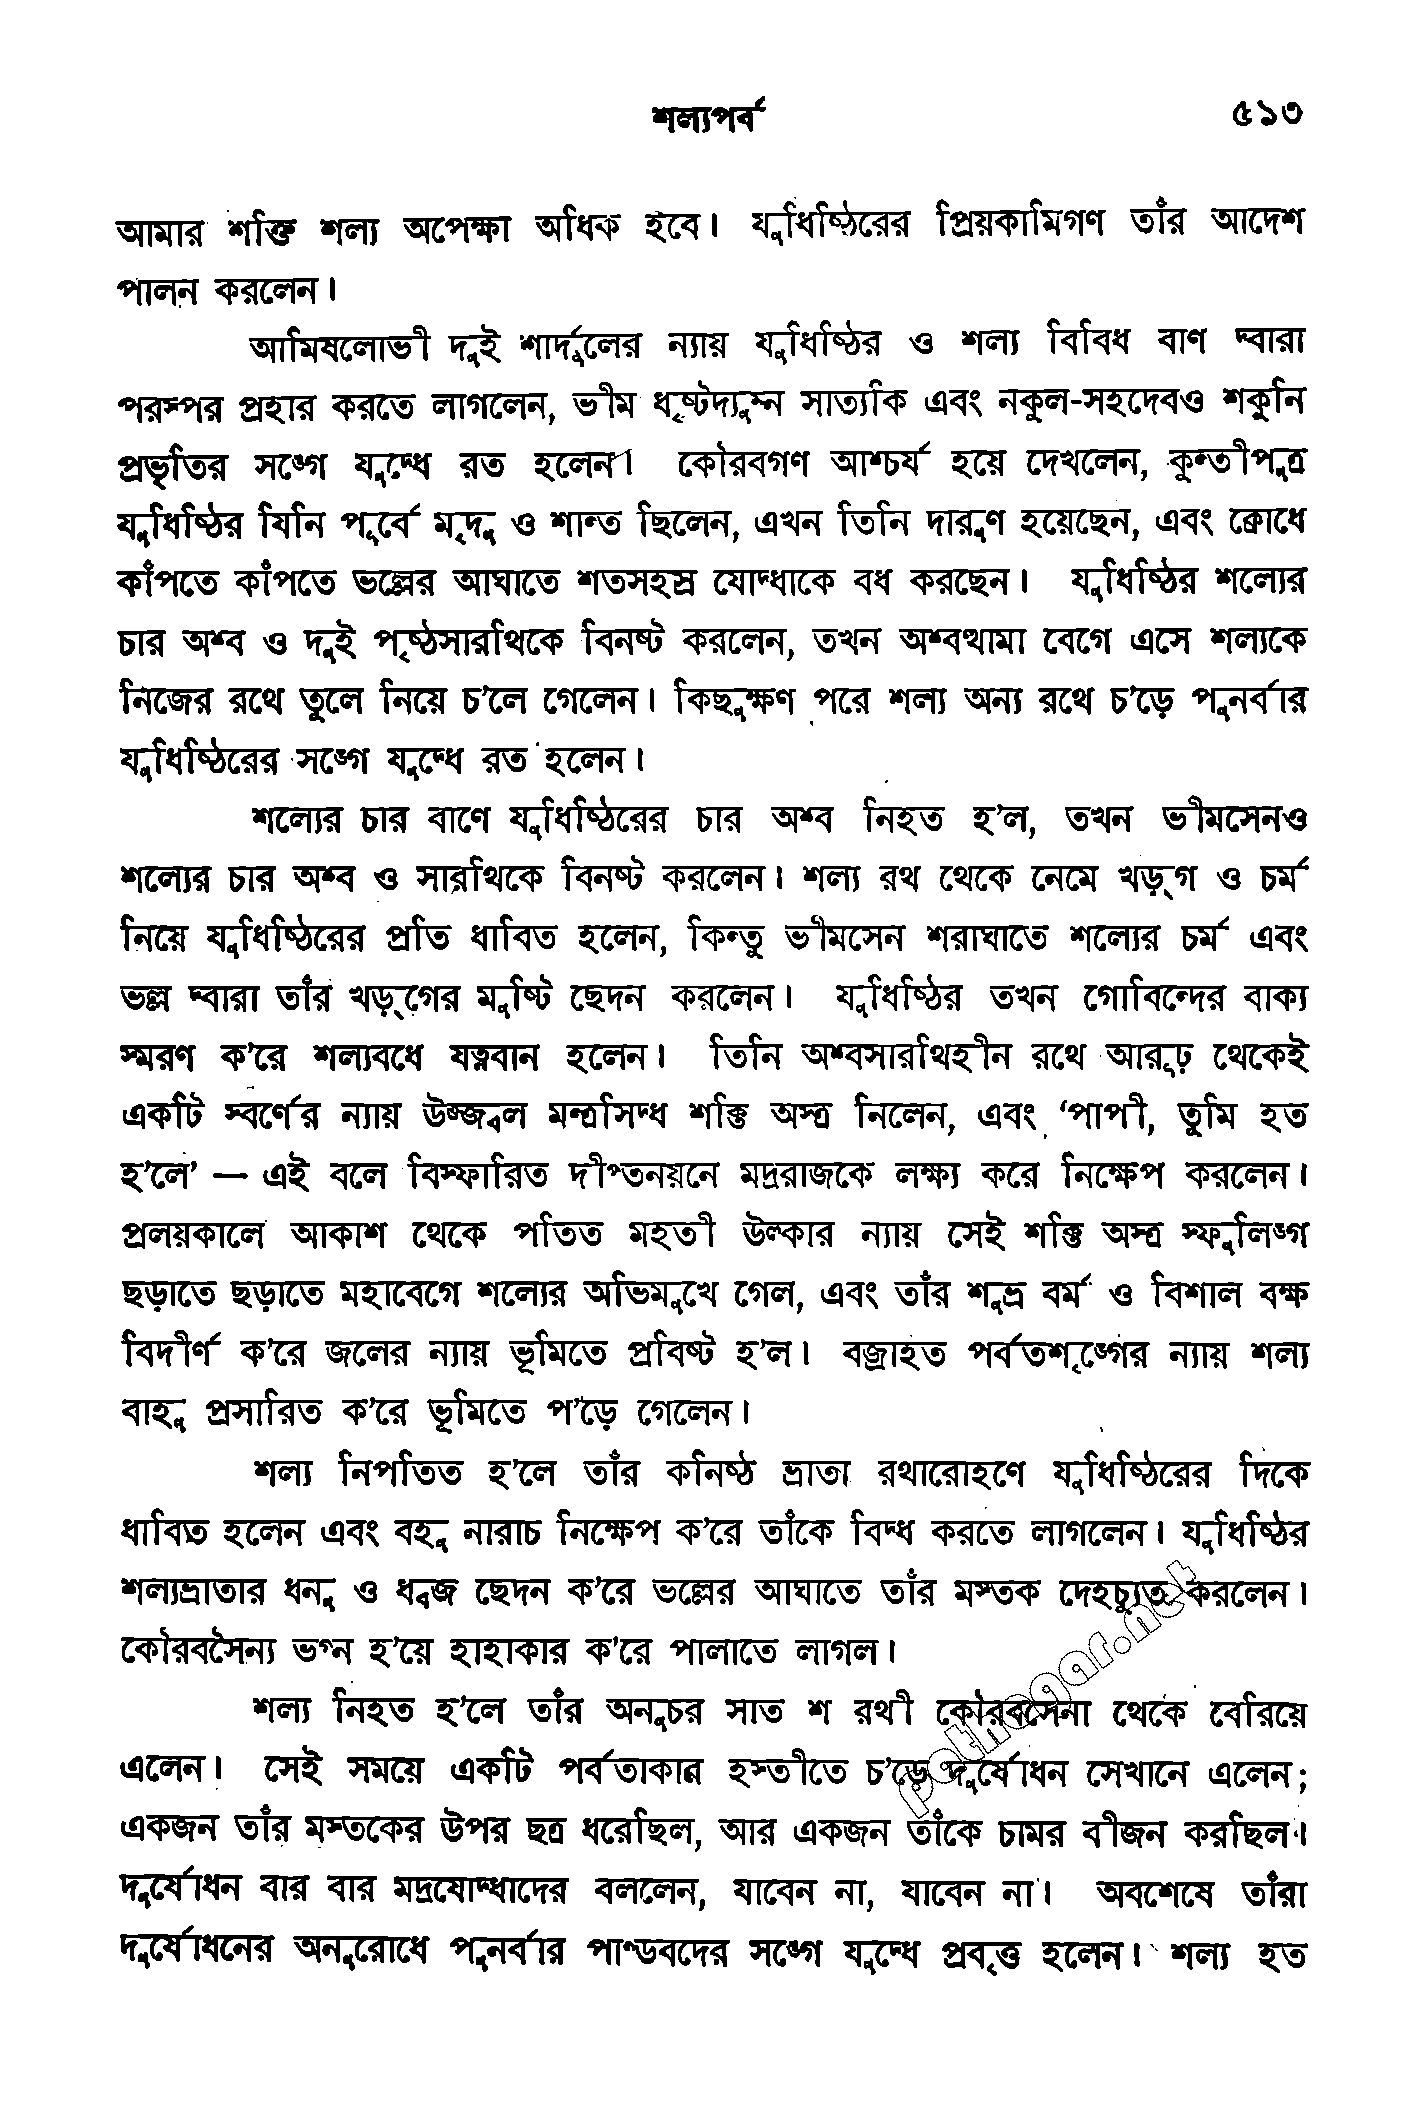 শল্যপর্ব ৫১৩
আমার শক্তি শল্য অপেক্ষা অধিক হবে। যুধিষ্ঠিরের প্রিয়কামিগণ তাঁর আদেশ
পালন করলেন।
আমিষলোভী দুই শার্দূলের ন্যায় যুধিষ্ঠির ও শল্য বিবিধ বাণ দ্বারা
পরস্পর প্রহার করতে লাগলেন, ভীম ধৃষ্টদ্যুম্ন সাত্যকি এবং নকুল-সহদেবও শকুনি
প্রভৃতির সঙ্গে যুদ্ধে রত হলেন। কৌরবগণ আশ্চর্য হয়ে দেখলেন, কুন্তীপুত্র
যুধিষ্ঠির যিনি পূর্বে মৃদু ও শান্ত ছিলেন, এখন তিনি দারুণ হয়েছেন, এবং ক্রোধে
কাঁপতে কাঁপতে ভল্লের আঘাতে শতসহস্র যোদ্ধাকে বধ করছেন। যুধিষ্ঠির শল্যের
চার অশ্ব ও দুই পৃষ্ঠসারথিকে বিনষ্ট করলেন, তখন অশ্বত্থামা বেগে এসে শল্যকে
নিজের রথে তুলে নিয়ে চ’লে গেলেন। কিছুক্ষণ পরে শল্য অন্য রথে চ’ড়ে পুনর্বার
যুধিষ্ঠিরের সঙ্গে যুদ্ধে রত হলেন।
শল্যের চার বাণে যুধিষ্ঠিরের চার অশ্ব নিহত হ’ল, তখন ভীমসেনও
শল্যের চার অশ্ব ও সারথিকে বিনষ্ট করলেন। শল্য রথ থেকে নেমে খড়্গ ও চর্ম
নিয়ে যুধিষ্ঠিরের প্রতি ধাবিত হলেন, কিন্তু ভীমসেন শরাঘাতে শল্যের চর্ম এবং
ভল্ল দ্বারা তাঁর খড়্গের মুষ্টি ছেদন করলেন। যুধিষ্ঠির তখন গোবিন্দের বাক্য
স্মরণ ক’রে শল্যবধে যত্নবান হলেন। তিনি অশ্বসারথিহীন রথে আরূঢ় থেকেই
একটি স্বর্ণের ন্যায় উজ্জ্বল মন্ত্রসিদ্ধ শক্তি অস্ত্র নিলেন, এবং ‘পাপী, তুমি হত
হ’লে’ — এই বলে বিস্ফারিত দীপ্তনয়নে মদ্ররাজকে লক্ষ্য করে নিক্ষেপ করলেন।
প্রলয়কালে আকাশ থেকে পতিত মহতী উল্কার ন্যায় সেই শক্তি অস্ত্র স্ফুলিঙ্গ
ছড়াতে ছড়াতে মহাবেগে শল্যের অভিমুখে গেল, এবং তাঁর শুভ্র বর্ম ও বিশাল বক্ষ
বিদীর্ণ ক’রে জলের ন্যায় ভূমিতে প্রবিষ্ট হ’ল। বজ্রাহত পর্বতশৃঙ্গের ন্যায় শল্য
বাহু প্রসারিত ক’রে ভূমিতে প’ড়ে গেলেন।
শল্য নিপতিত হ’লে তাঁর কনিষ্ঠ ভ্রাতা রথারোহণে যুধিষ্ঠিরের দিকে
ধাবিত হলেন এবং বহু নারাচ নিক্ষেপ ক’রে তাঁকে বিদ্ধ করতে লাগলেন। যুধিষ্ঠির
শল্যভ্রাতার ধনু ও ধ্বজ ছেদন ক’রে ভল্লের আঘাতে তাঁর মস্তক দেহচ্যুত করলেন।
কৌরবসৈন্য ভগ্ন হ’য়ে হাহাকার ক’রে পালাতে লাগল।
শল্য নিহত হ’লে তাঁর অনুচর সাত শ রথী কৌরবসেনা থেকে বেরিয়ে
এলেন। সেই সময়ে একটি পর্বতাকার হস্তীতে চ’ড়ে দুর্যোধন সেখানে এলেন;
একজন তাঁর মস্তকের উপর ছত্র ধরেছিল, আর একজন তাঁকে চামর বীজন করছিল।
দুর্যোধন বার বার মদ্রযোদ্ধাদের বললেন, যাবেন না, যাবেন না। অবশেষে তাঁরা
দুর্যোধনের অনুরোধে পুনর্বার পাণ্ডবদের সঙ্গে যুদ্ধে প্রবৃত্ত হলেন। শল্য হত
pathagar.net